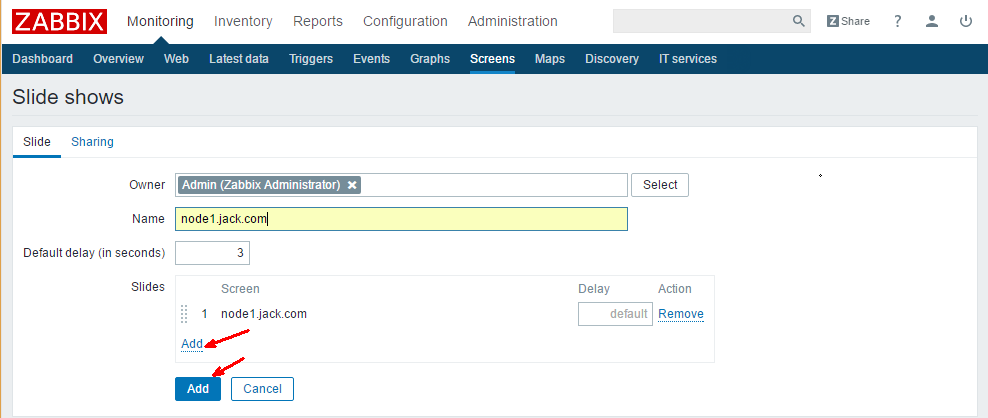 ZABBIX Monitoring Inventory Reports Configuration Administration Z Share ?
Dashboard Overview Web Latest data Triggers Events Graphs Screens Maps Discovery IT services
Slide shows
Slide Sharing
Owner Admin (Zabbix Administrator) Select
Name node1.jack.com
Default delay (in seconds) 3
Slides Screen Delay Action
1 node1.jack.com default Remove
Add
Add Cancel